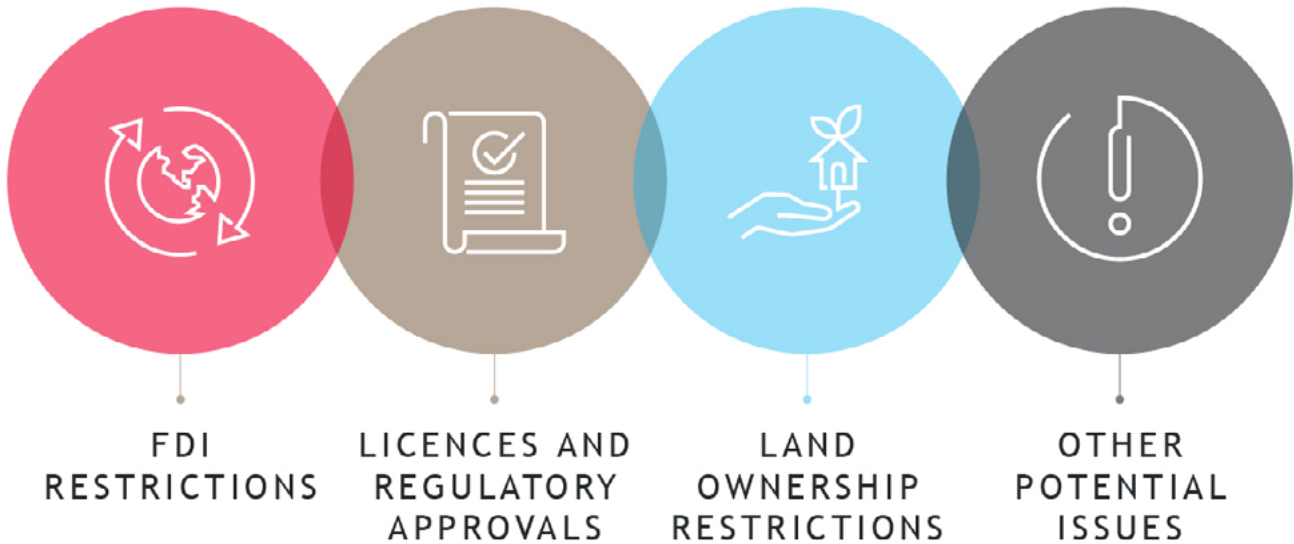 FDI
RESTRICTIONS
LICENCES AND
REGULATORY
APPROVALS
LAND
OWNERSHIP
RESTRICTIONS
OTHER
POTENTIAL
ISSUES